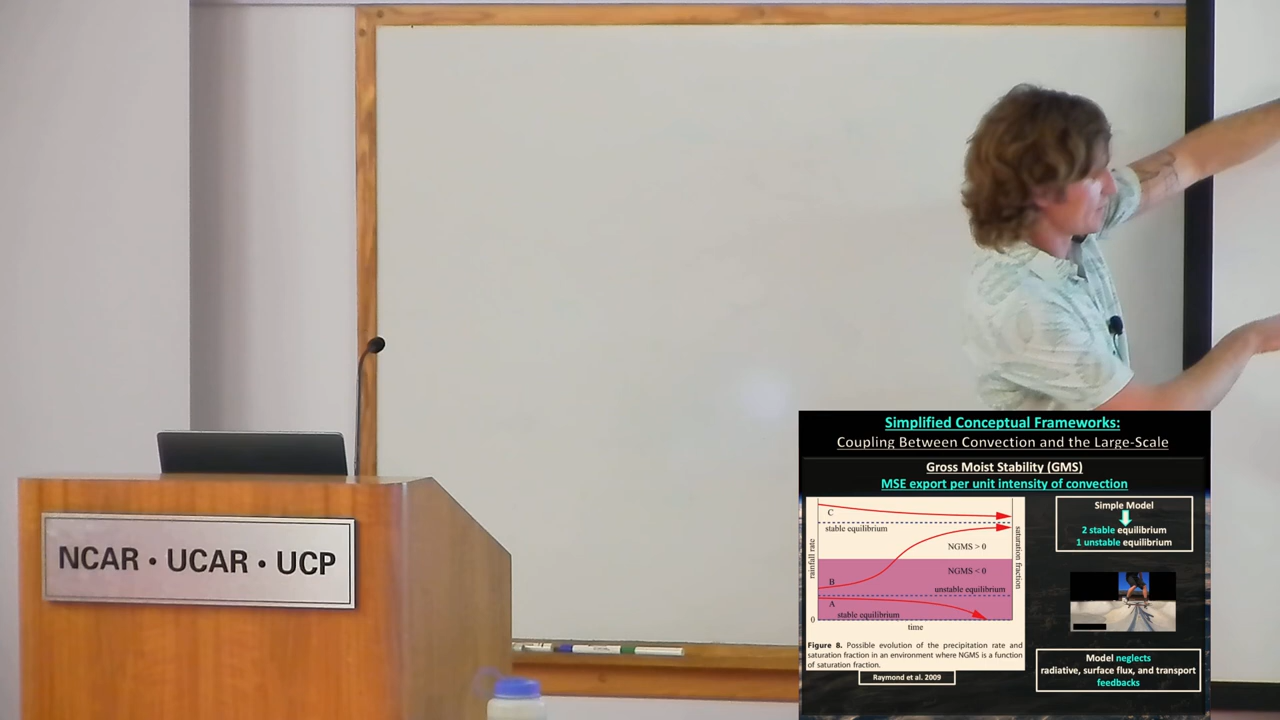 NCAR • UCAR • UCP
Simplified Conceptual Frameworks:
Coupling Between Convection and the Large-Scale
Gross Moist Stability (GMS)
MSE export per unit intensity of convection
C
stable equilibrium
NGMS > 0
NGMS < 0
B
unstable equilibrium
A
stable equilibrium
0
time
rainfall rate
saturation fraction
Figure 8. Possible evolution of the precipitation rate and
saturation fraction in an environment where NGMS is a function
of saturation fraction.
Raymond et al. 2009
Simple Model
2 stable equilibrium
1 unstable equilibrium
Model neglects
radiative, surface flux, and transport
feedbacks